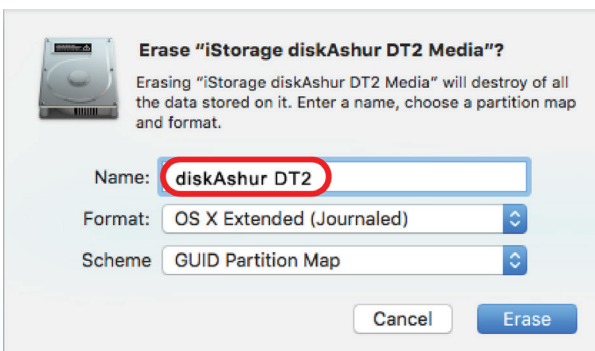 Erase “iStorage diskAshur DT2 Media”?
Erasing “iStorage diskAshur DT2 Media” will destroy of all
the data stored on it. Enter a name, choose a partition map
and format.
Name: diskAshur DT2
Format: OS X Extended (Journaled)
Scheme GUID Partition Map
Cancel Erase